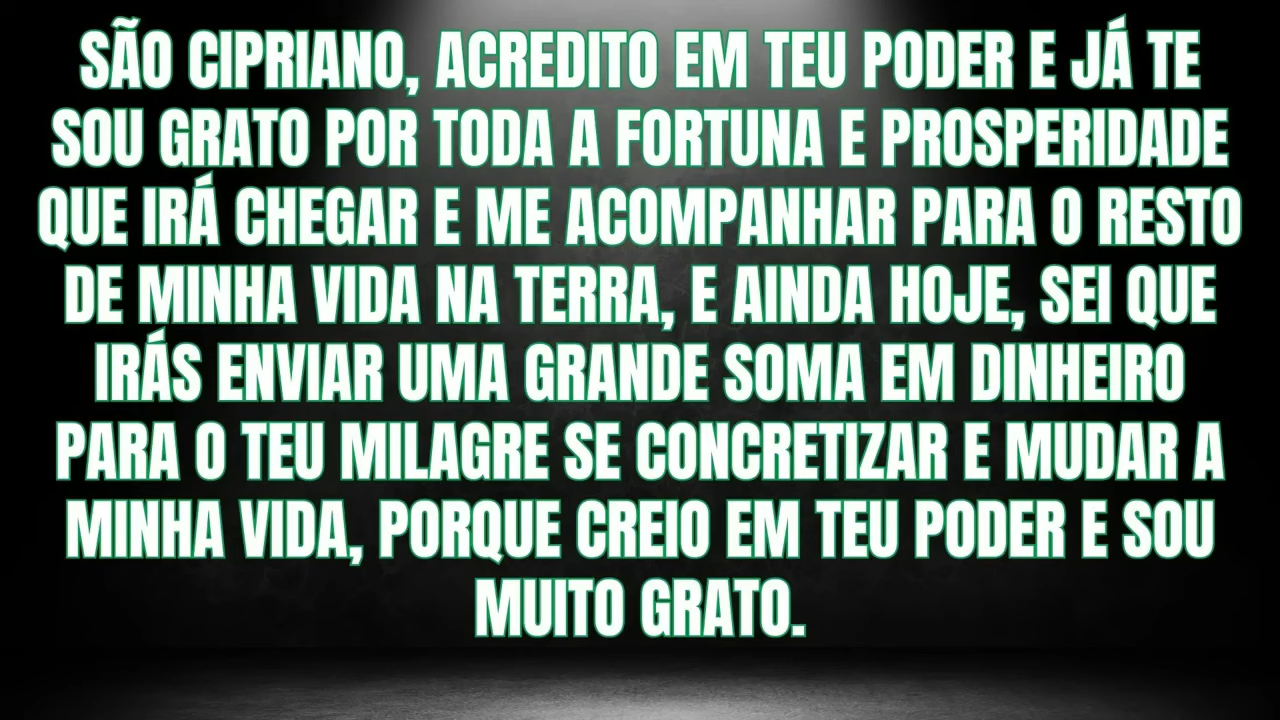 SÃO CIPRIANO, ACREDITO EM TEU PODER E JÁ TE
SOU GRATO POR TODA A FORTUNA E PROSPERIDADE
QUE IRÁ CHEGAR E ME ACOMPANHAR PARA O RESTO
DE MINHA VIDA NA TERRA, E AINDA HOJE, SEI QUE
IRÁS ENVIAR UMA GRANDE SOMA EM DINHEIRO
PARA O TEU MILAGRE SE CONCRETIZAR E MUDAR A
MINHA VIDA, PORQUE CREIO EM TEU PODER E SOU
MUITO GRATO.